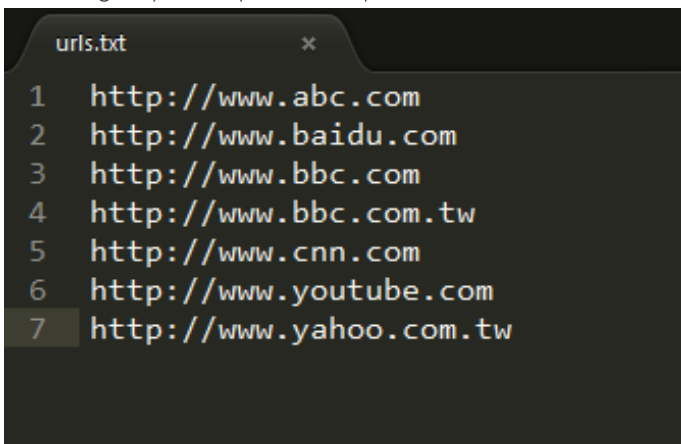 urls.txt ×
1 http://www.abc.com
2 http://www.baidu.com
3 http://www.bbc.com
4 http://www.bbc.com.tw
5 http://www.cnn.com
6 http://www.youtube.com
7 http://www.yahoo.com.tw